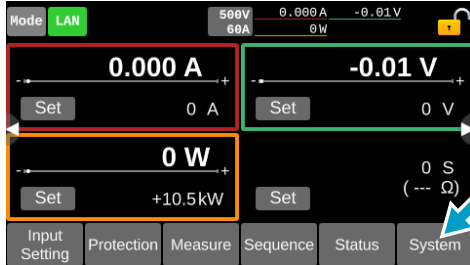 Mode LAN 500V 0.000 A -0.01V
60A 0W
0.000 A
- +
Set 0 A
-0.01 V
- +
Set 0 V
0 W
- +
Set +10.5kW
0 S
Set (--- Ω)
Input Setting Protection Measure Sequence Status System